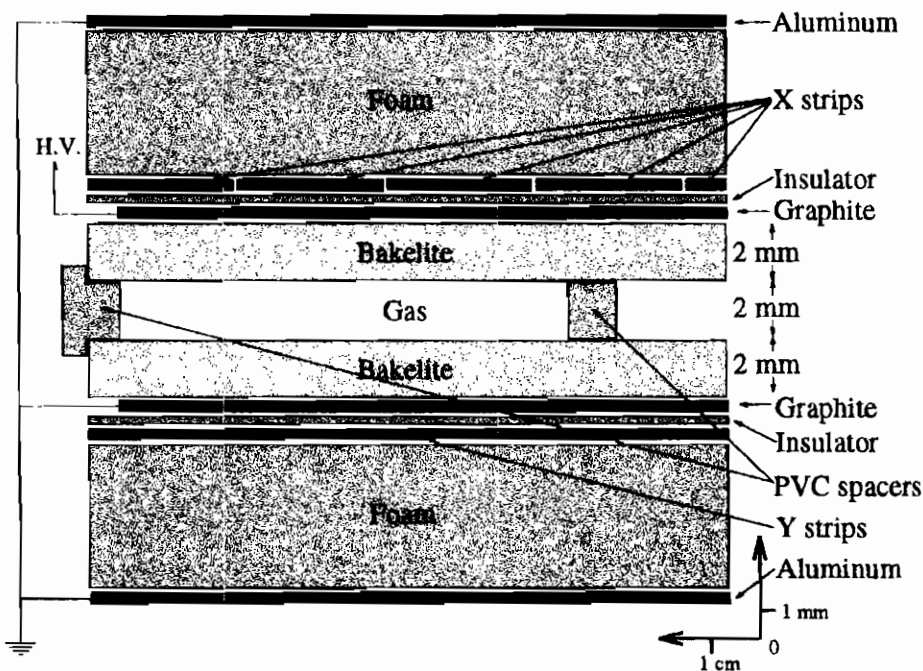 Aluminum
Foam
X strips
H.V.
Insulator
Graphite
Bakelite
2 mm
Gas
2 mm
Bakelite
2 mm
Graphite
Insulator
PVC spacers
Foam
Y strips
Aluminum
1 mm
0
1 cm